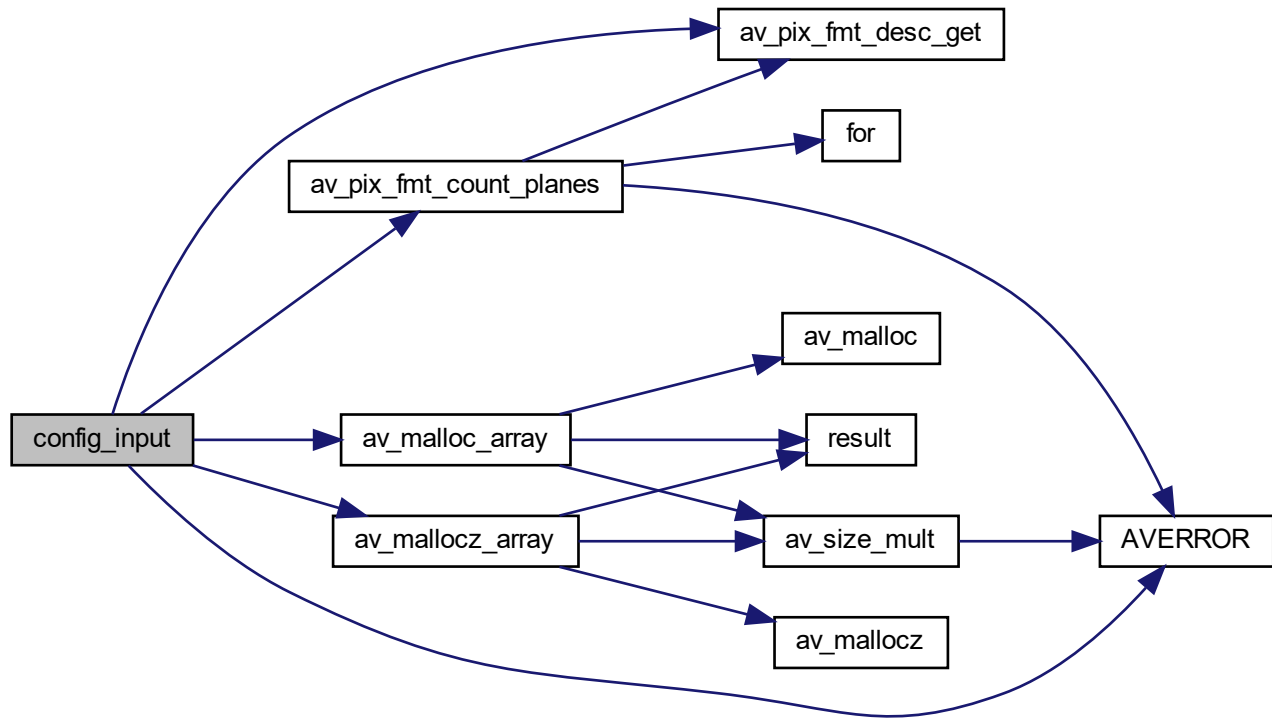 av_pix_fmt_desc_get
for
av_pix_fmt_count_planes
av_malloc
config_input
av_malloc_array
result
av_mallocz_array
av_size_mult
AVERROR
av_mallocz